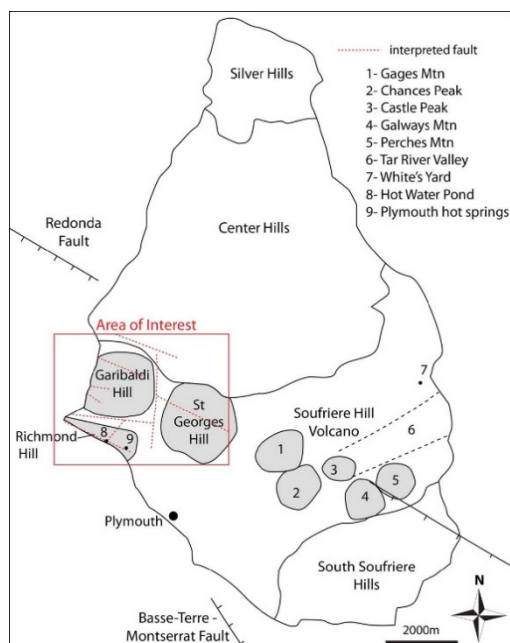 interpreted fault
1- Gages Mtn
2- Chances Peak
3- Castle Peak
4- Galways Mtn
5- Perches Mtn
6- Tar River Valley
7- White's Yard
8- Hot Water Pond
9- Plymouth hot springs
Silver Hills
Center Hills
Redonda
Fault
Area of Interest
Garibaldi
Hill
St
Georges
Hill
Richmond
Hill
8
9
7
Soufriere Hill
Volcano
6
1
2
3
4
5
Plymouth
South Soufriere
Hills
Basse-Terre -
Montserrat Fault
N
2000m